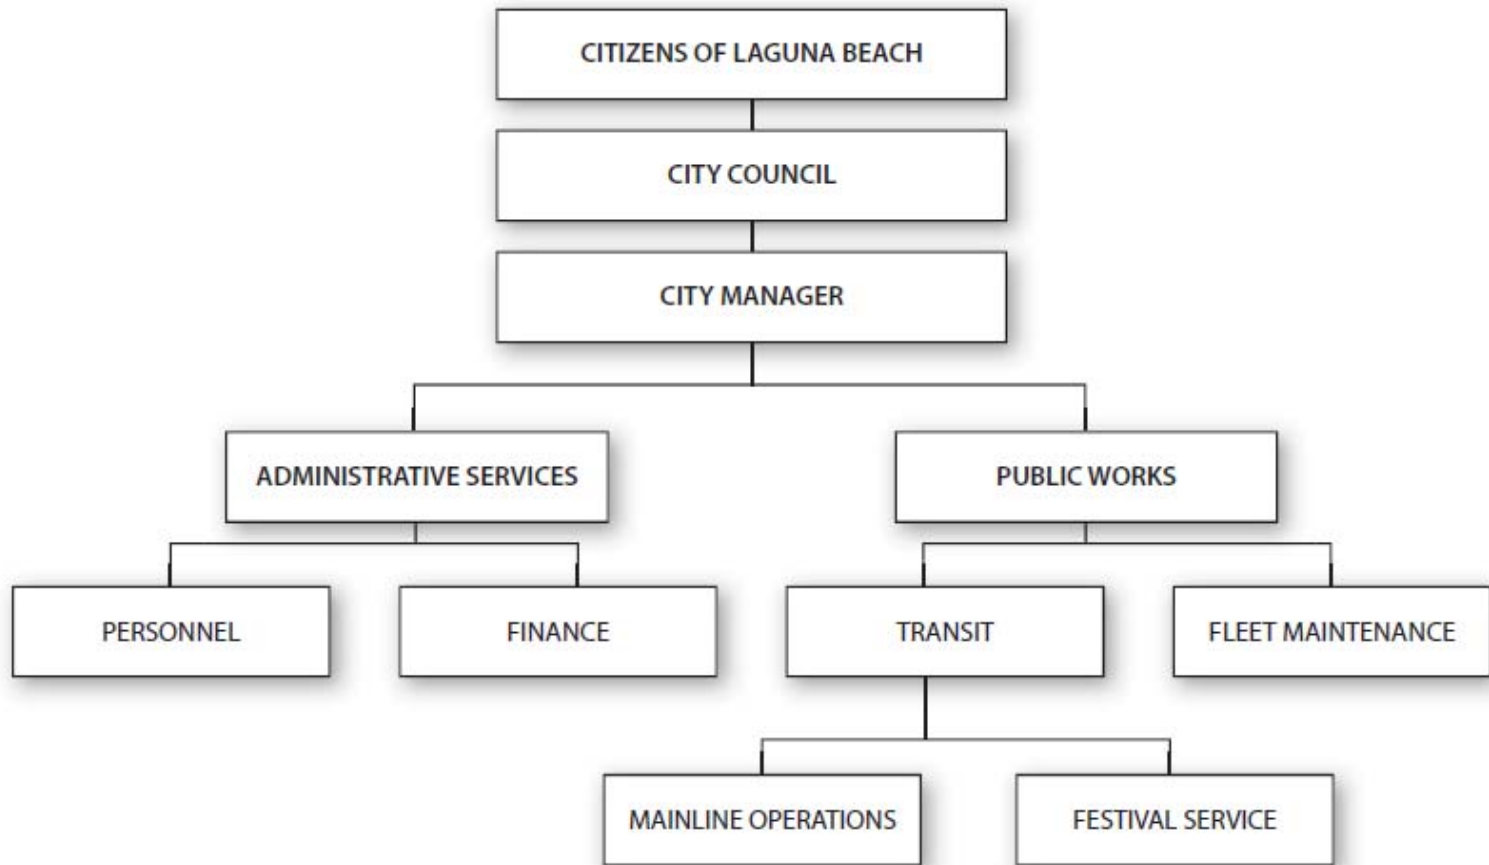 CITIZENS OF LAGUNA BEACH
CITY COUNCIL
CITY MANAGER
ADMINISTRATIVE SERVICES
PUBLIC WORKS
PERSONNEL
FINANCE
TRANSIT
FLEET MAINTENANCE
MAINLINE OPERATIONS
FESTIVAL SERVICE